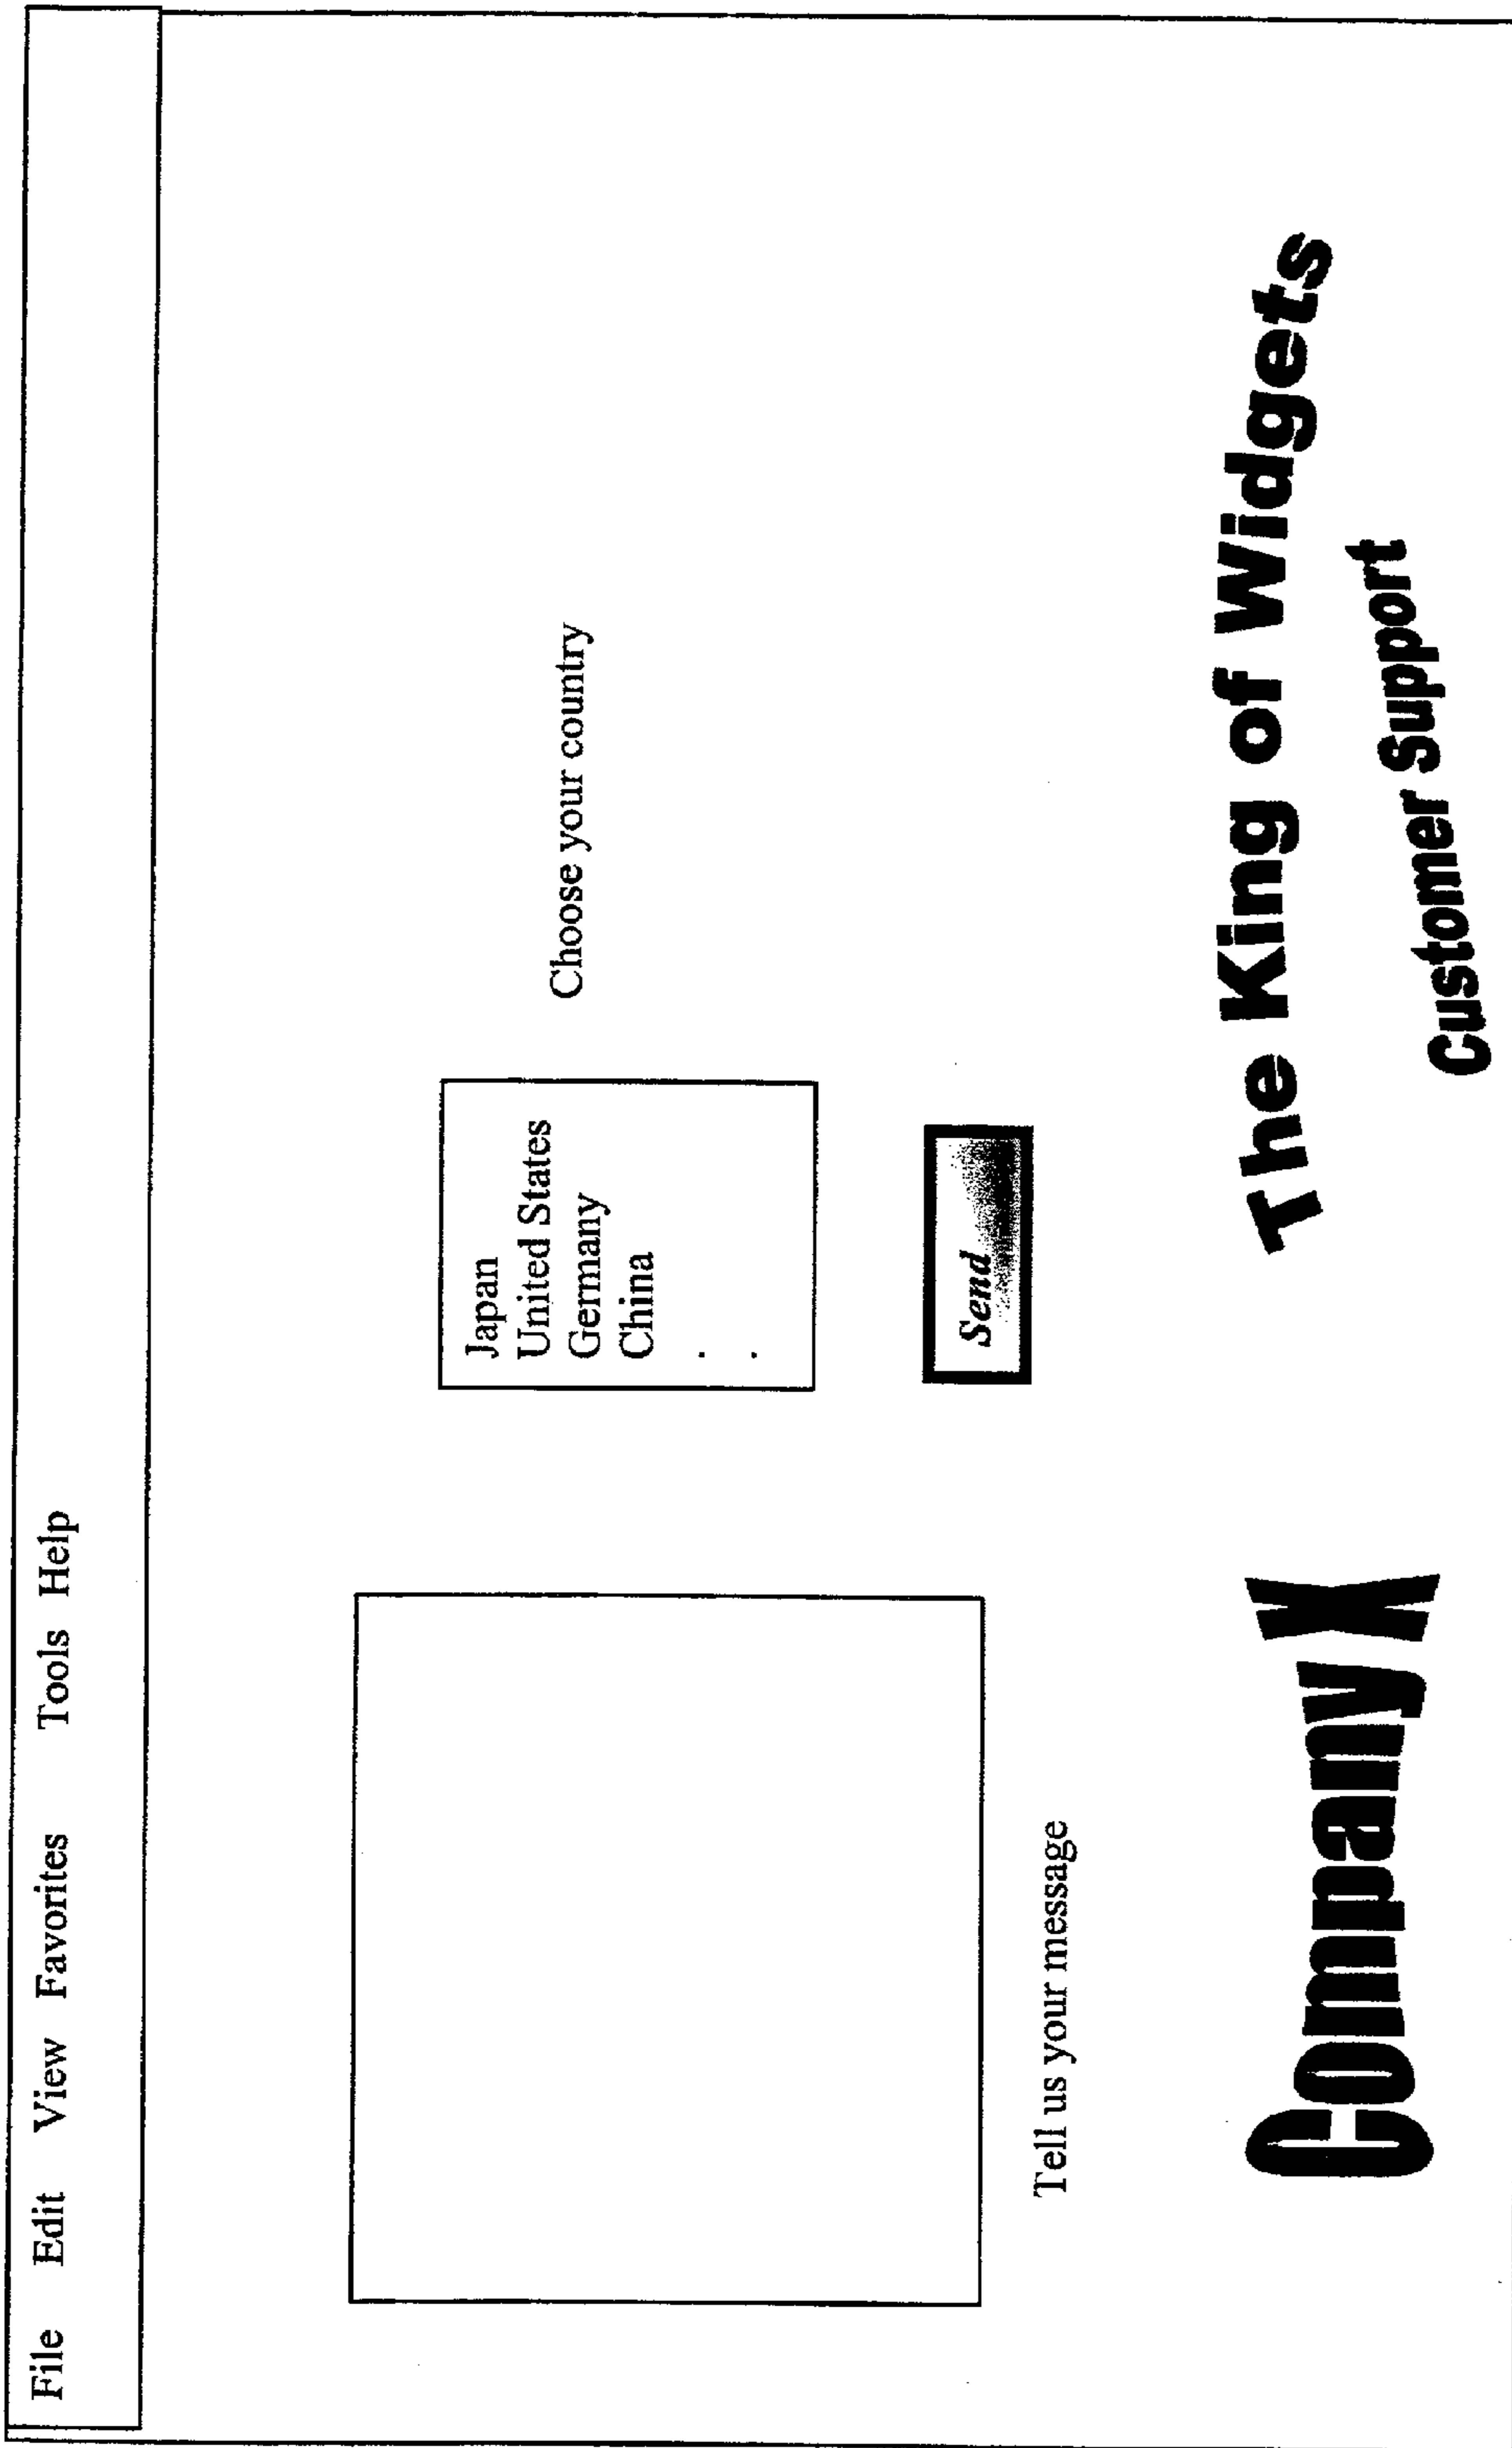 File Edit View Favorites Tools Help
Japan
United States
Germany
China
.
.
Choose your country
Send
Tell us your message
Company X
The King of Widgets
Customer Support